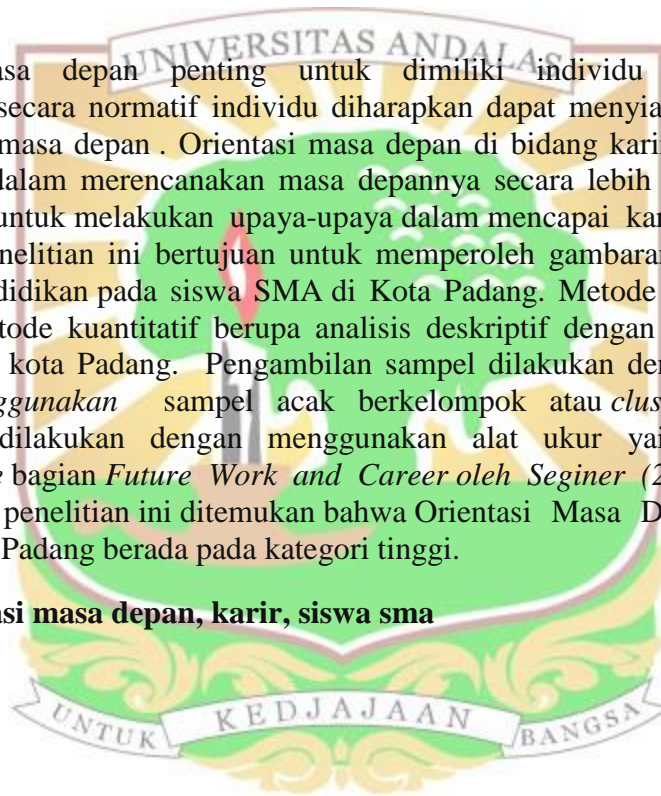 UNIVERSITAS ANDALAS
asa depan penting untuk dimiliki individu
secara normatif individu diharapkan dapat menyia
masa depan . Orientasi masa depan di bidang karir
dalam merencanakan masa depannya secara lebih
untuk melakukan upaya-upaya dalam mencapai kar
nelitian ini bertujuan untuk memperoleh gambaran
didikan pada siswa SMA di Kota Padang. Metode
tode kuantitatif berupa analisis deskriptif dengan
kota Padang. Pengambilan sampel dilakukan den
ggunakan sampel acak berkelompok atau clus
dilakukan dengan menggunakan alat ukur yai
e bagian Future Work and Career oleh Seginer (2
penelitian ini ditemukan bahwa Orientasi Masa D
Padang berada pada kategori tinggi.
asi masa depan, karir, siswa sma
UNTUK KEDJAJAAN BANGSA